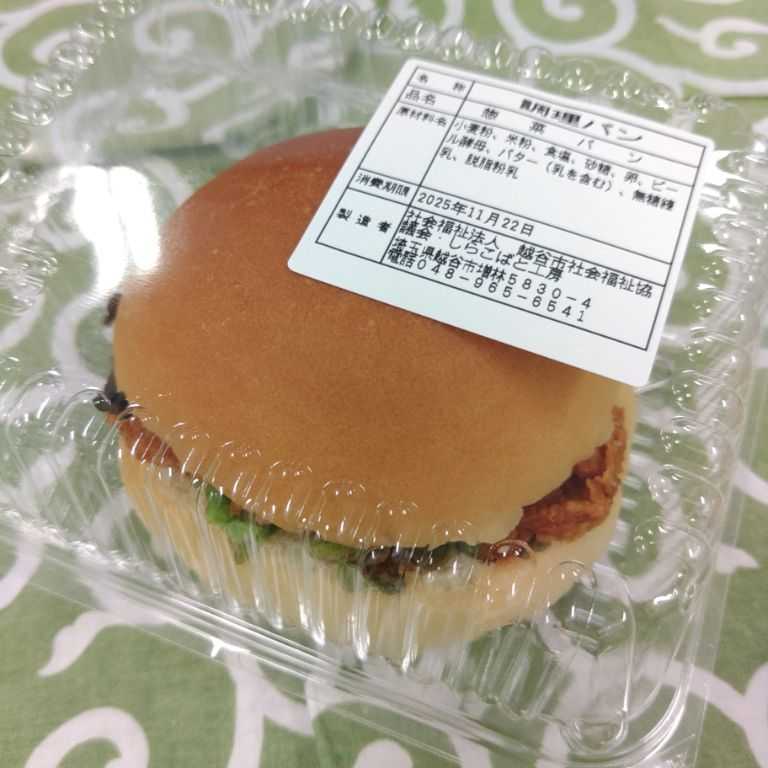 名称 調理パン
品名 惣菜パン
原材料名 小麦粉、米粉、食塩、砂糖、卵、ビー
ル酵母、バター(乳を含む)、無糖練
乳、脱脂粉乳
消費期限 2025年11月22日
製造者 社会福祉法人 越谷市社会福祉協
議会・しらこばと工房
埼玉県越谷市増林5830-4
電話048-965-6541